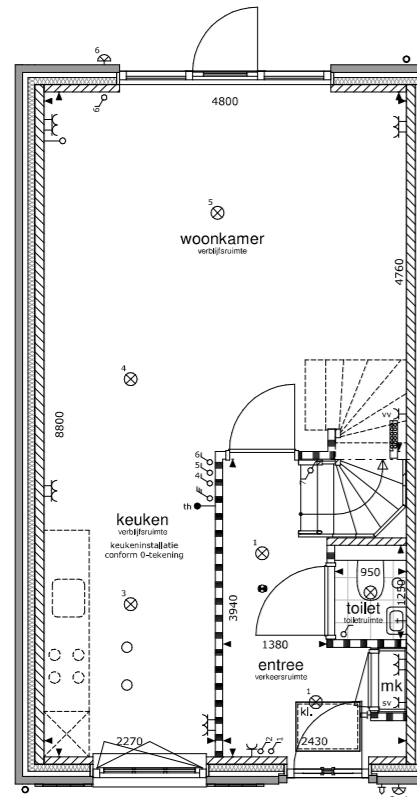 6
6
4800
5
woonkamer
verblijfsruimte
4760
4
vv
8800
6
5
4
th
keuken
verblijfsruimte
keukeninstallatie
conform 0-tekening
1
3
3940
950
1250
toilet
toiletruimte
1380
entree
verkeersruimte
mk
sv
1
kl.
2270
2430
2
1